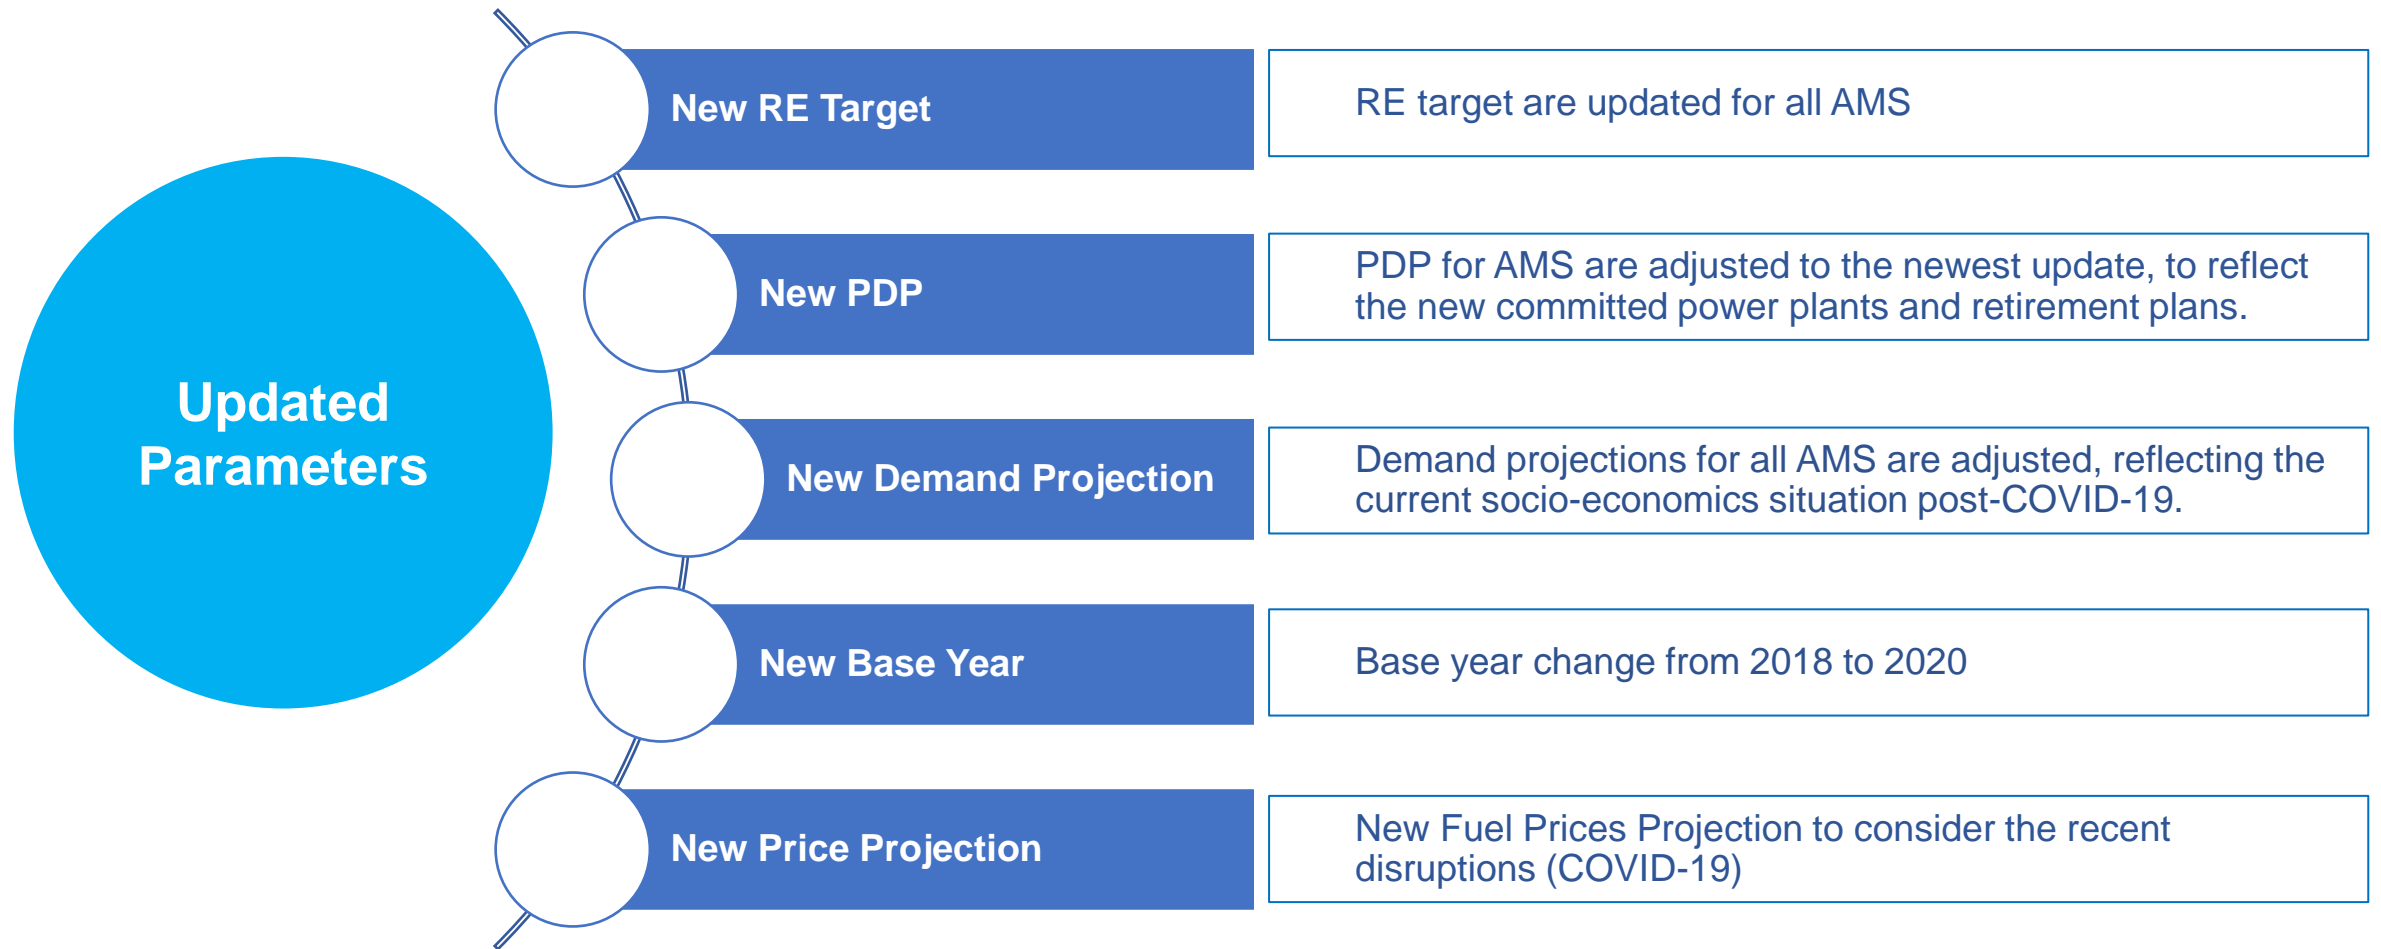 Updated
Parameters
New RE Target
RE target are updated for all AMS
New PDP
PDP for AMS are adjusted to the newest update, to reflect
the new committed power plants and retirement plans.
New Demand Projection
Demand projections for all AMS are adjusted, reflecting the
current socio-economics situation post-COVID-19.
New Base Year
Base year change from 2018 to 2020
New Price Projection
New Fuel Prices Projection to consider the recent
disruptions (COVID-19)